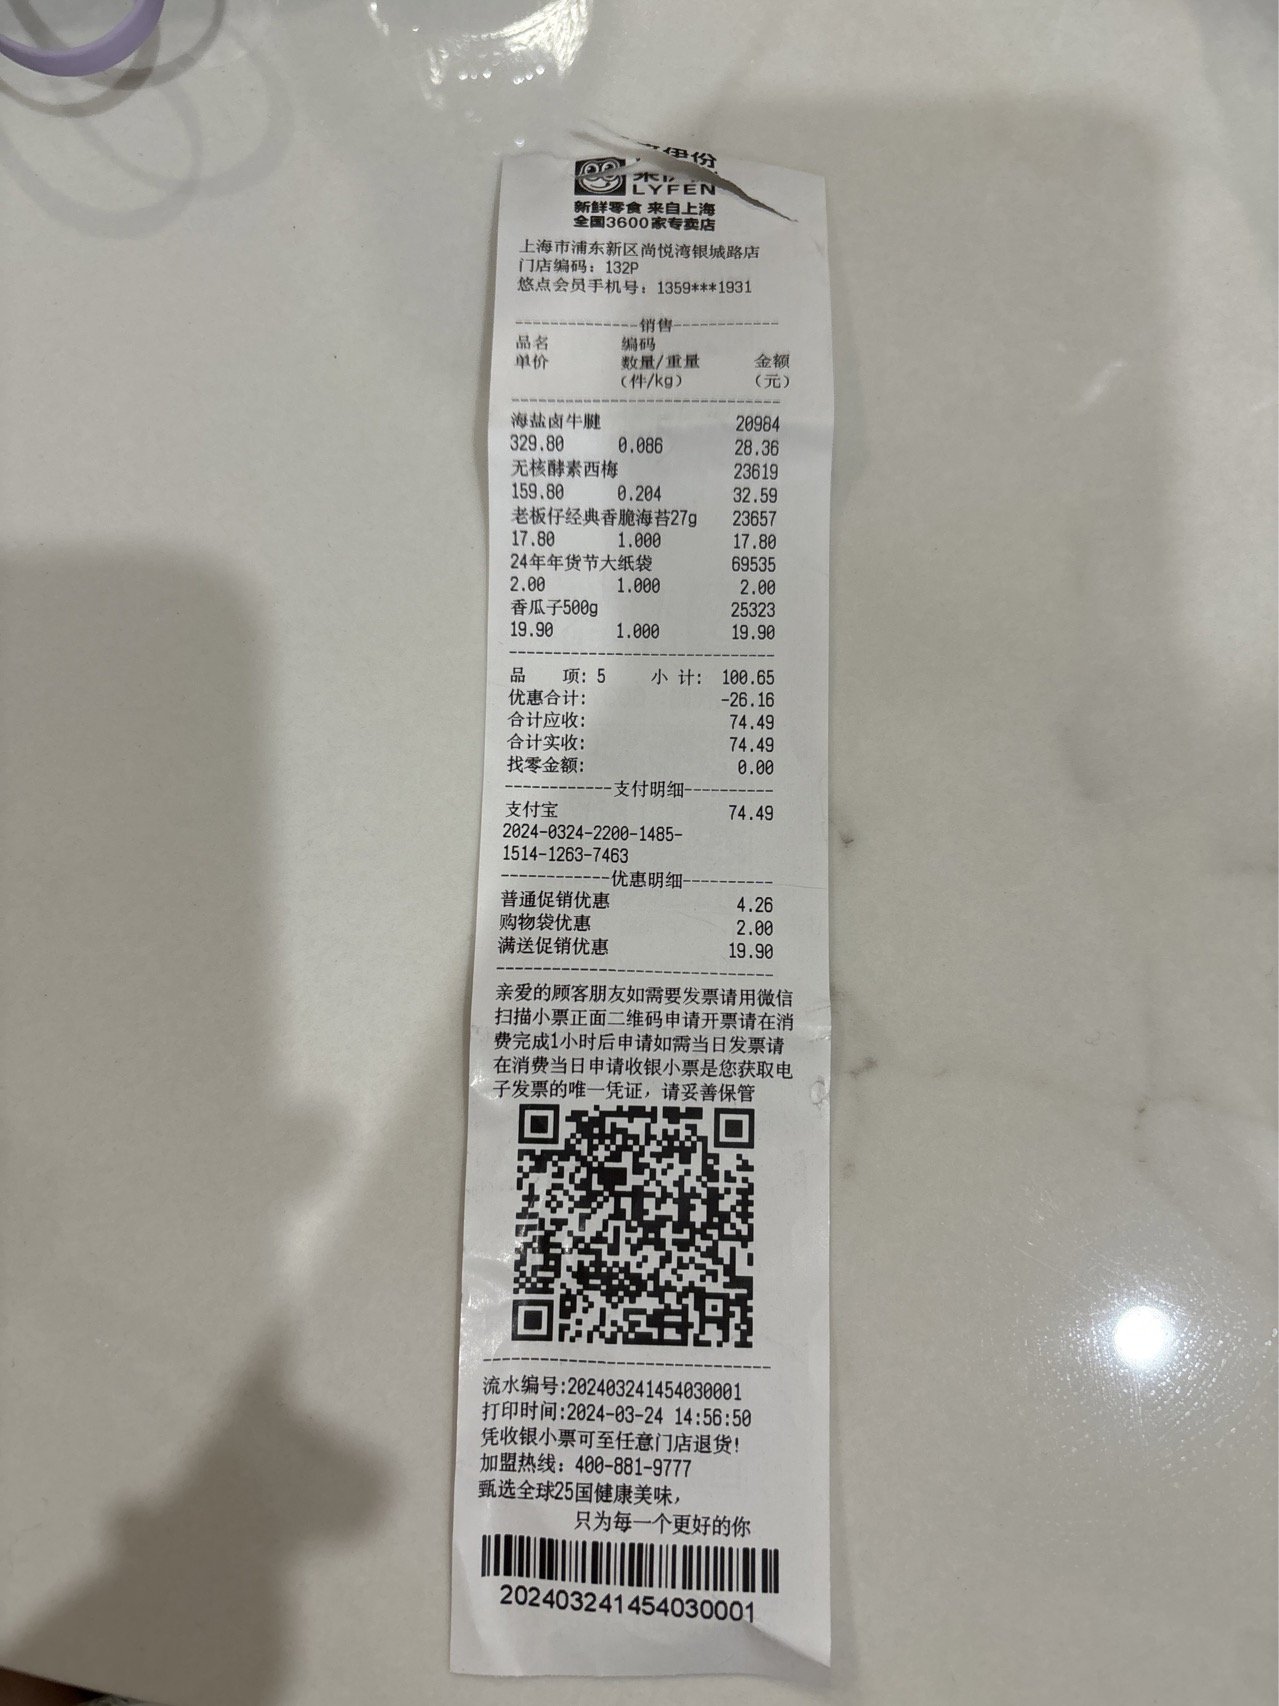 LYFEN
新鲜零食 来自上海
全国3600家专卖店
上海市浦东新区尚悦湾银城路店
门店编码：132P
悠点会员手机号：1359***1931
--------------销售------------
品名 编码
单价 数量/重量 金额
（件/kg） （元）
------------------------------
海盐卤牛腱 20984
329.80 0.086 28.36
无核酵素西梅 23619
159.80 0.204 32.59
老板仔经典香脆海苔27g 23657
17.80 1.000 17.80
24年年货节大纸袋 69535
2.00 1.000 2.00
香瓜子500g 25323
19.90 1.000 19.90
------------------------------
品 项: 5 小 计: 100.65
优惠合计: -26.16
合计应收: 74.49
合计实收: 74.49
找零金额: 0.00
------------支付明细----------
支付宝 74.49
2024-0324-2200-1485-
1514-1263-7463
------------优惠明细----------
普通促销优惠 4.26
购物袋优惠 2.00
满送促销优惠 19.90
------------------------------
亲爱的顾客朋友如需要发票请用微信
扫描小票正面二维码申请开票请在消
费完成1小时后申请如需当日发票请
在消费当日申请收银小票是您获取电
子发票的唯一凭证，请妥善保管
------------------------------
流水编号:202403241454030001
打印时间:2024-03-24 14:56:50
凭收银小票可至任意门店退货!
加盟热线：400-881-9777
甄选全球25国健康美味，
只为每一个更好的你
202403241454030001